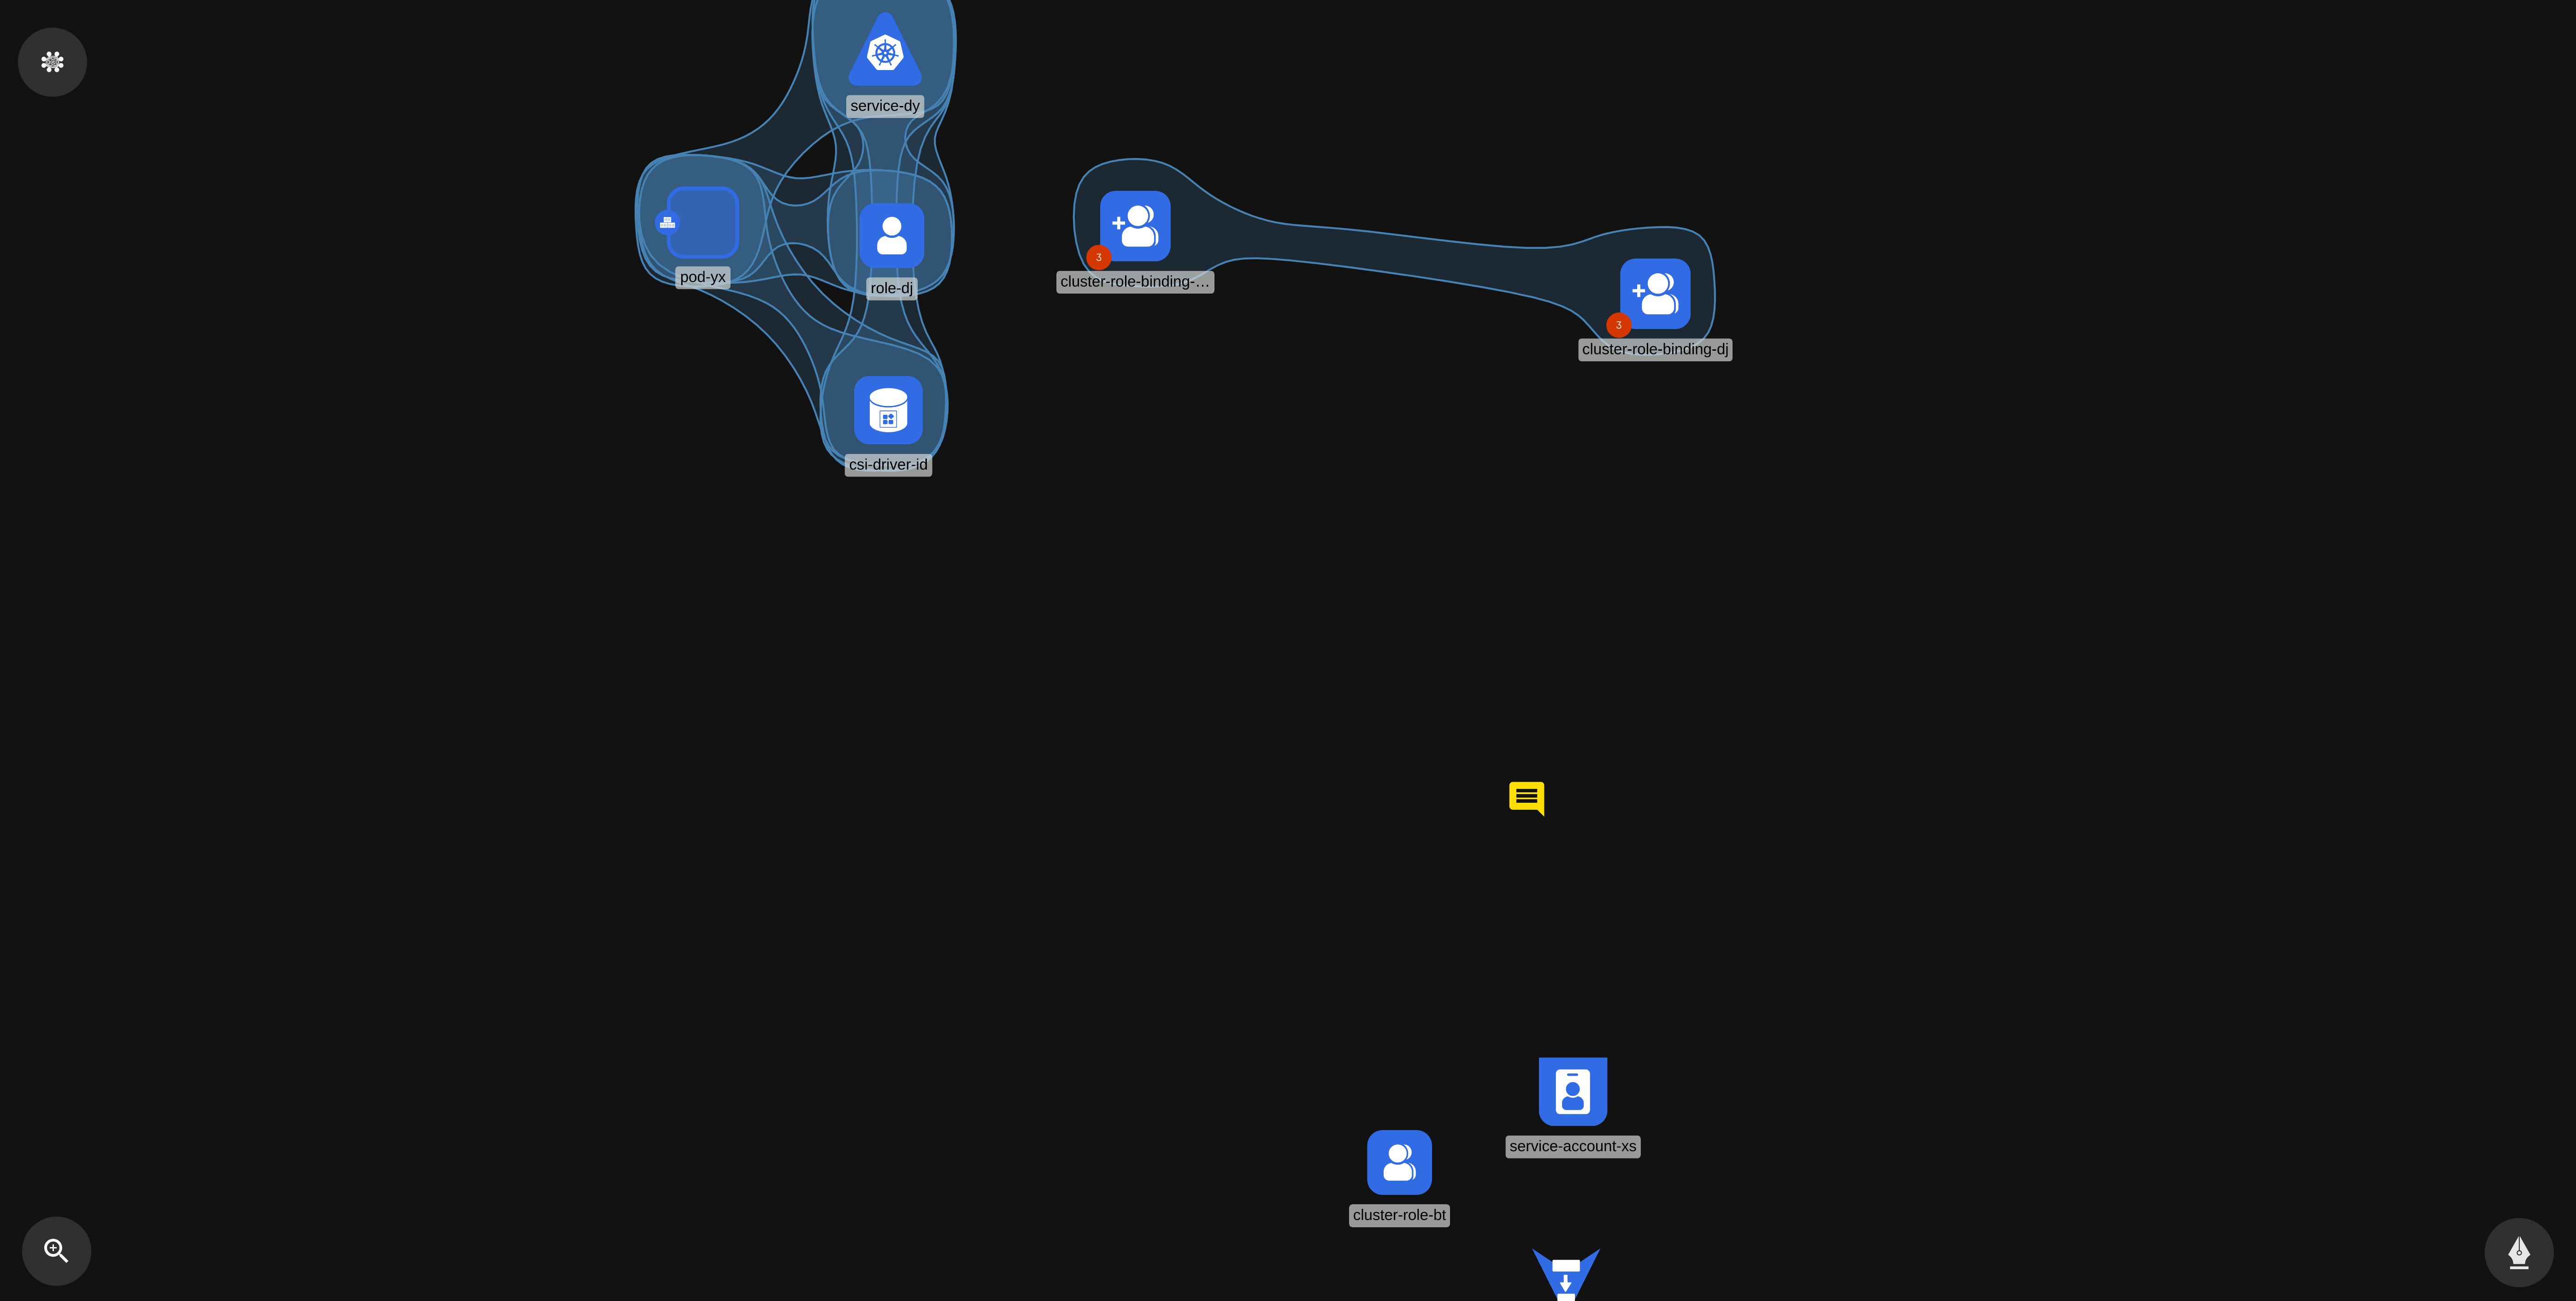 service-dy
pod-yx
role-dj
cluster-role-binding-...
3
cluster-role-binding-dj
3
csi-driver-id
service-account-xs
cluster-role-bt